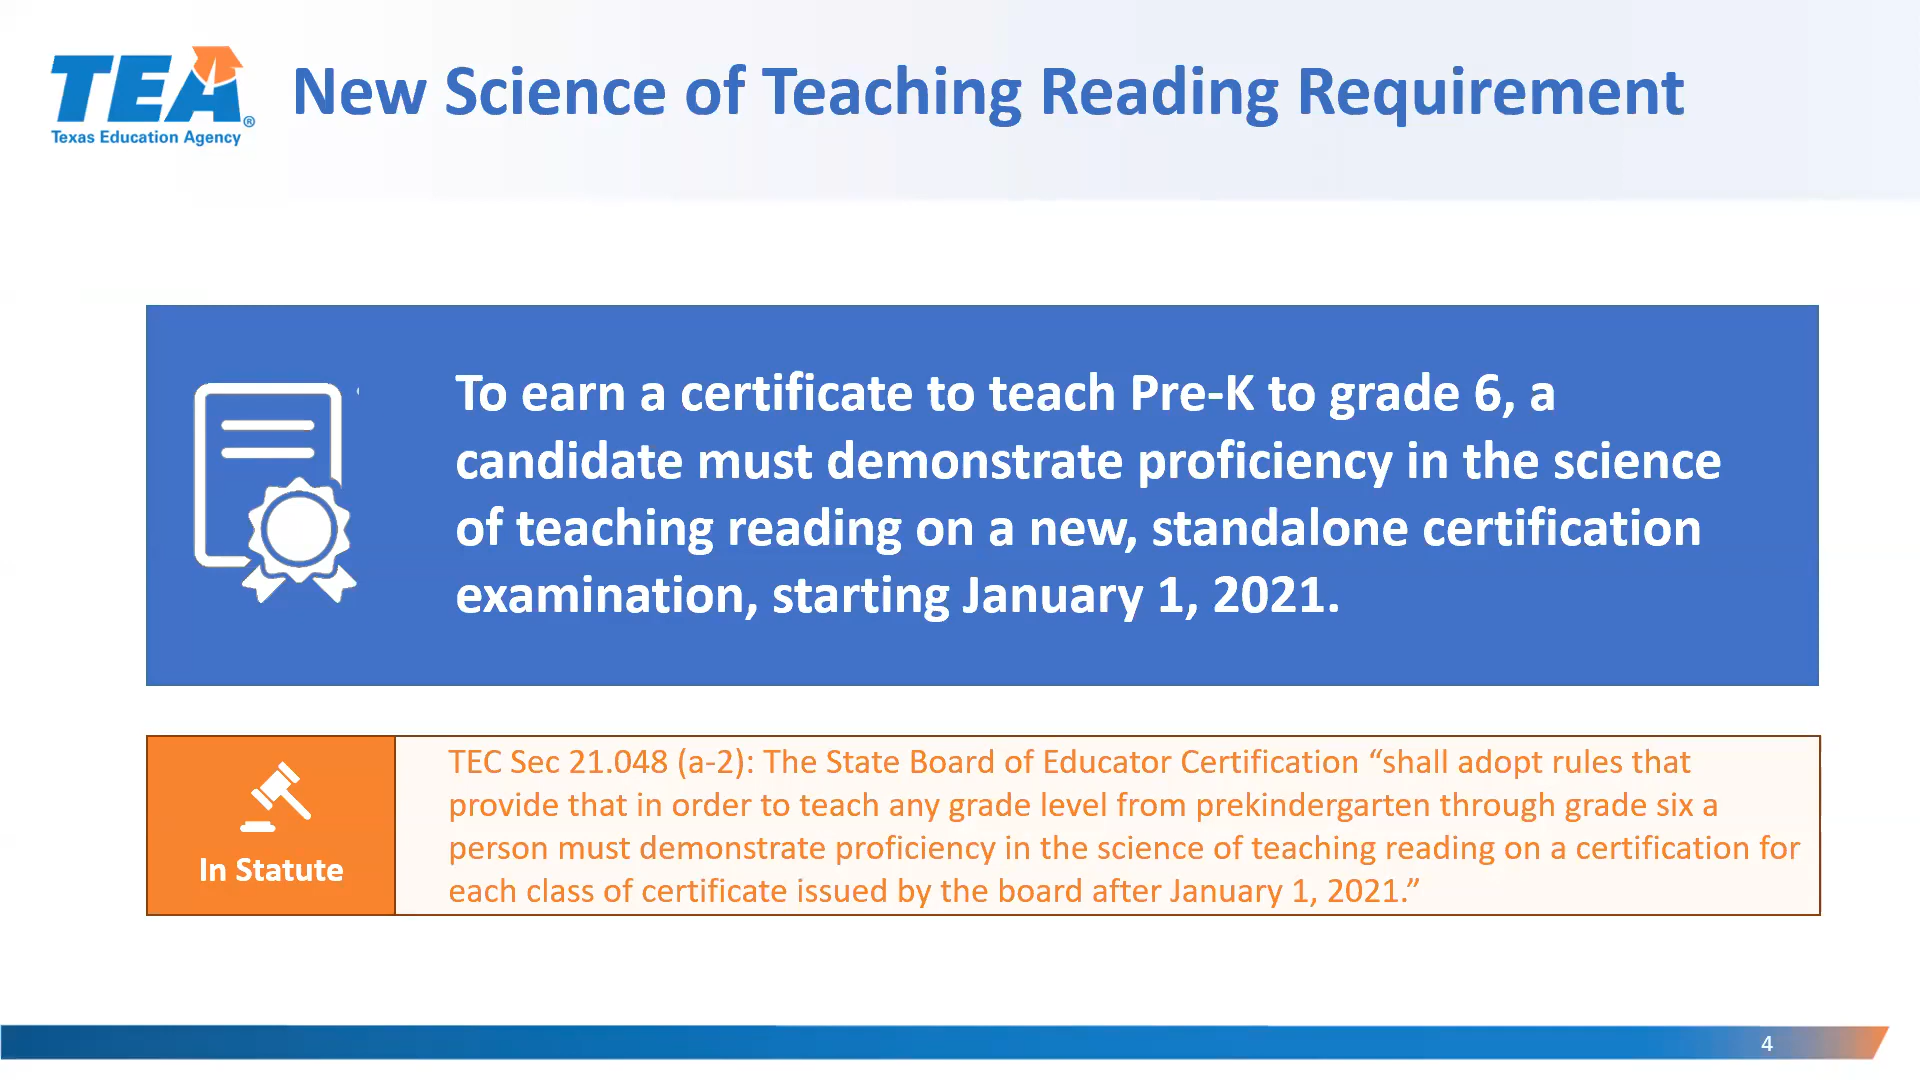 TEA®
Texas Education Agency
New Science of Teaching Reading Requirement
To earn a certificate to teach Pre-K to grade 6, a
candidate must demonstrate proficiency in the science
of teaching reading on a new, standalone certification
examination, starting January 1, 2021.
In Statute
TEC Sec 21.048 (a-2): The State Board of Educator Certification “shall adopt rules that
provide that in order to teach any grade level from prekindergarten through grade six a
person must demonstrate proficiency in the science of teaching reading on a certification for
each class of certificate issued by the board after January 1, 2021.”
4